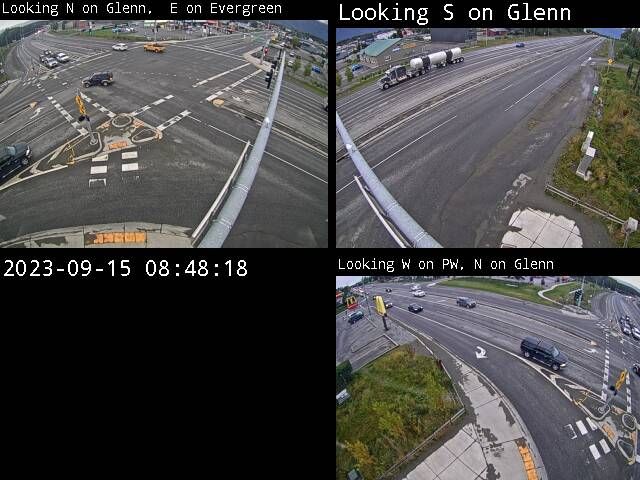 Looking N on Glenn, E on Evergreen
Looking S on Glenn
2023-09-15 08:48:18
Looking W on PW, N on Glenn